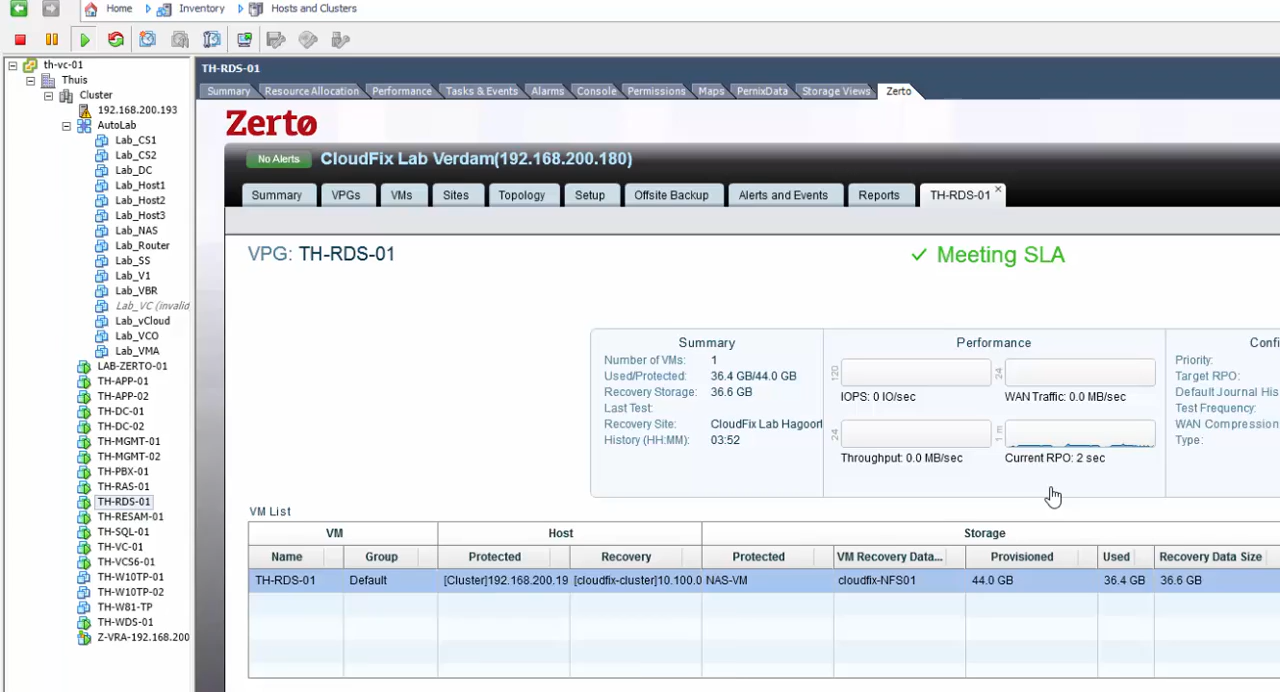 Home Inventory Hosts and Clusters
th-vc-01
Thuis
Cluster
192.168.200.193
AutoLab
Lab_CS1
Lab_CS2
Lab_DC
Lab_Host1
Lab_Host2
Lab_Host3
Lab_NAS
Lab_Router
Lab_SS
Lab_V1
Lab_VBR
Lab_VC (invalid
Lab_vCloud
Lab_VCO
Lab_VMA
LAB-ZERTO-01
TH-APP-01
TH-APP-02
TH-DC-01
TH-DC-02
TH-MGMT-01
TH-MGMT-02
TH-PBX-01
TH-RAS-01
TH-RDS-01
TH-RESAM-01
TH-SQL-01
TH-VC-01
TH-VCS6-01
TH-W10TP-01
TH-W10TP-02
TH-W81-TP
TH-WDS-01
Z-VRA-192.168.200
TH-RDS-01
Summary Resource Allocation Performance Tasks & Events Alarms Console Permissions Maps PernixData Storage Views Zerto
Zerto
No Alerts CloudFix Lab Verdam(192.168.200.180)
Summary VPGs VMs Sites Topology Setup Offsite Backup Alerts and Events Reports TH-RDS-01 ×
VPG: TH-RDS-01 ✓ Meeting SLA
Summary
Number of VMs: 1
Used/Protected: 36.4 GB/44.0 GB
Recovery Storage: 36.6 GB
Last Test:
Recovery Site: CloudFix Lab Hagoort
History (HH:MM): 03:52
Performance
120 24
IOPS: 0 IO/sec WAN Traffic: 0.0 MB/sec
24 1 m
Throughput: 0.0 MB/sec Current RPO: 2 sec
Confi
Priority:
Target RPO:
Default Journal His
Test Frequency:
WAN Compression
Type:
VM List
VM Host Storage
Name Group Protected Recovery Protected VM Recovery Data... Provisioned Used Recovery Data Size
TH-RDS-01 Default [Cluster]192.168.200.19 [cloudfix-cluster]10.100.0 NAS-VM cloudfix-NFS01 44.0 GB 36.4 GB 36.6 GB